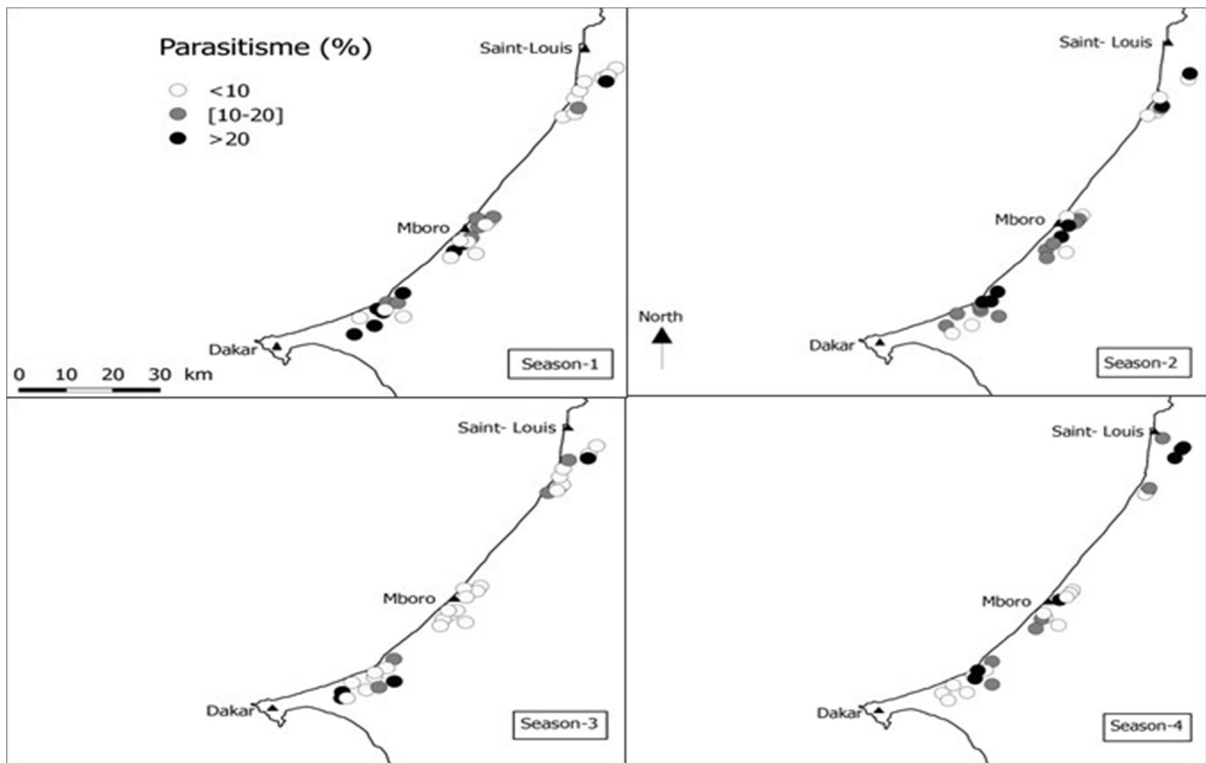 Parasitisme (%)
<10
[10-20]
>20
Saint-Louis
Mboro
Dakar
0 10 20 30 km
Season-1
Saint- Louis
Mboro
North
Dakar
Season-2
Saint- Louis
Mboro
Dakar
Season-3
Saint- Louis
Mboro
Dakar
Season-4